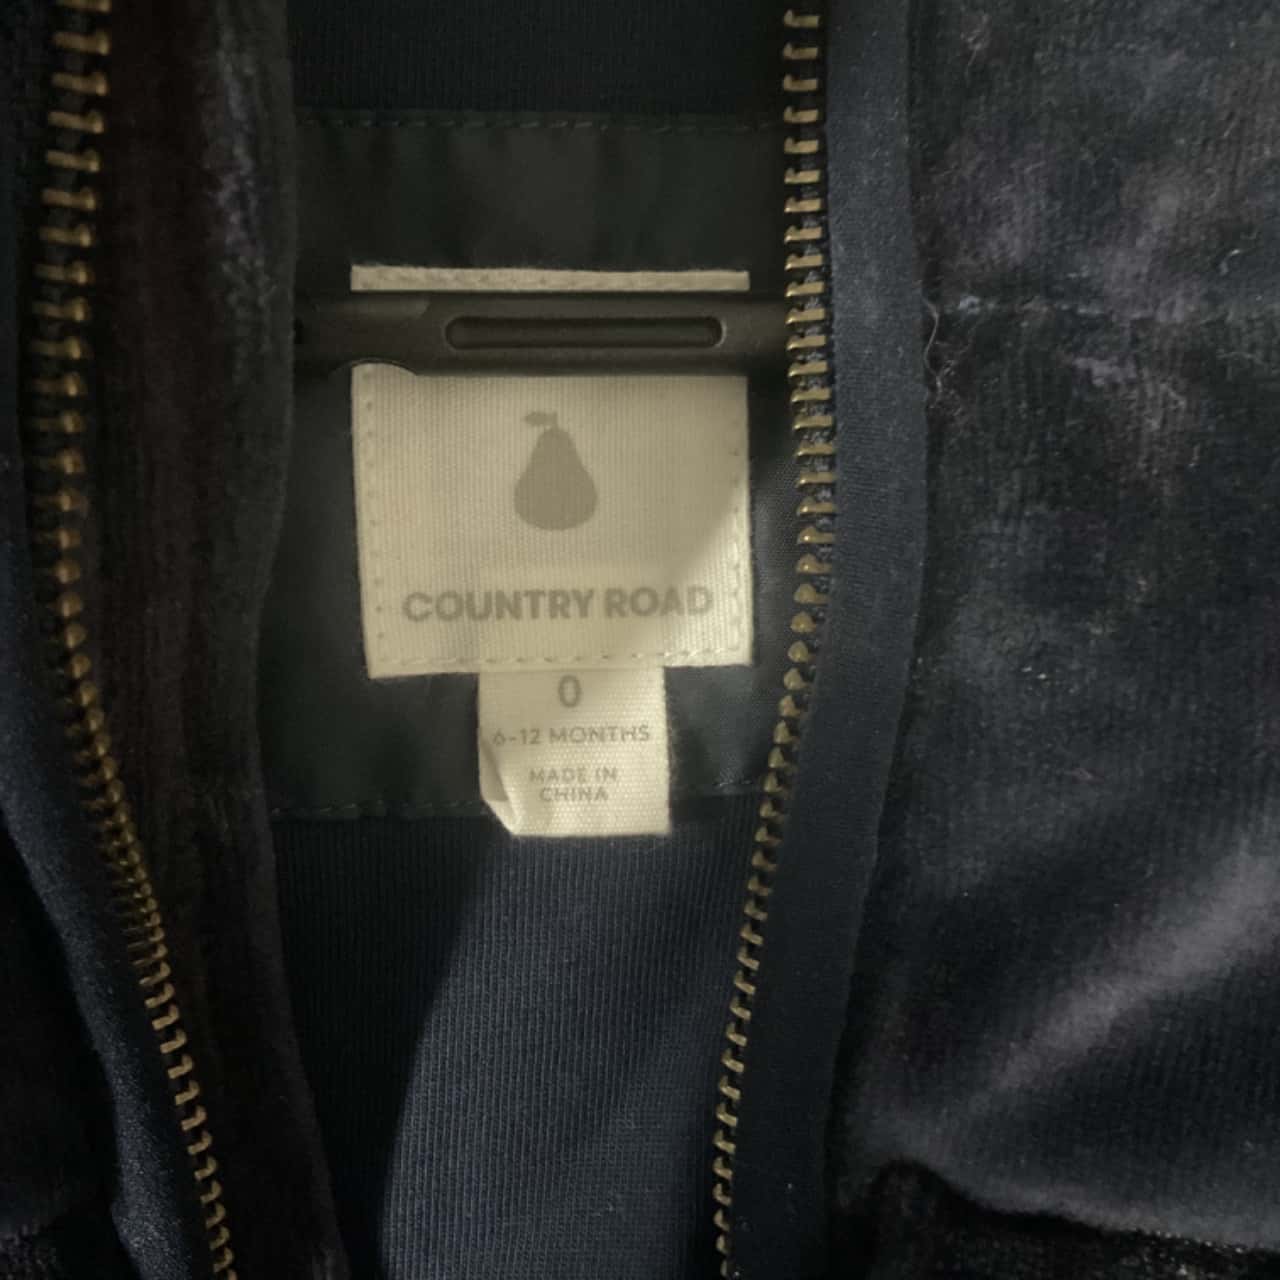 COUNTRY ROAD
0
6-12 MONTHS
MADE IN
CHINA